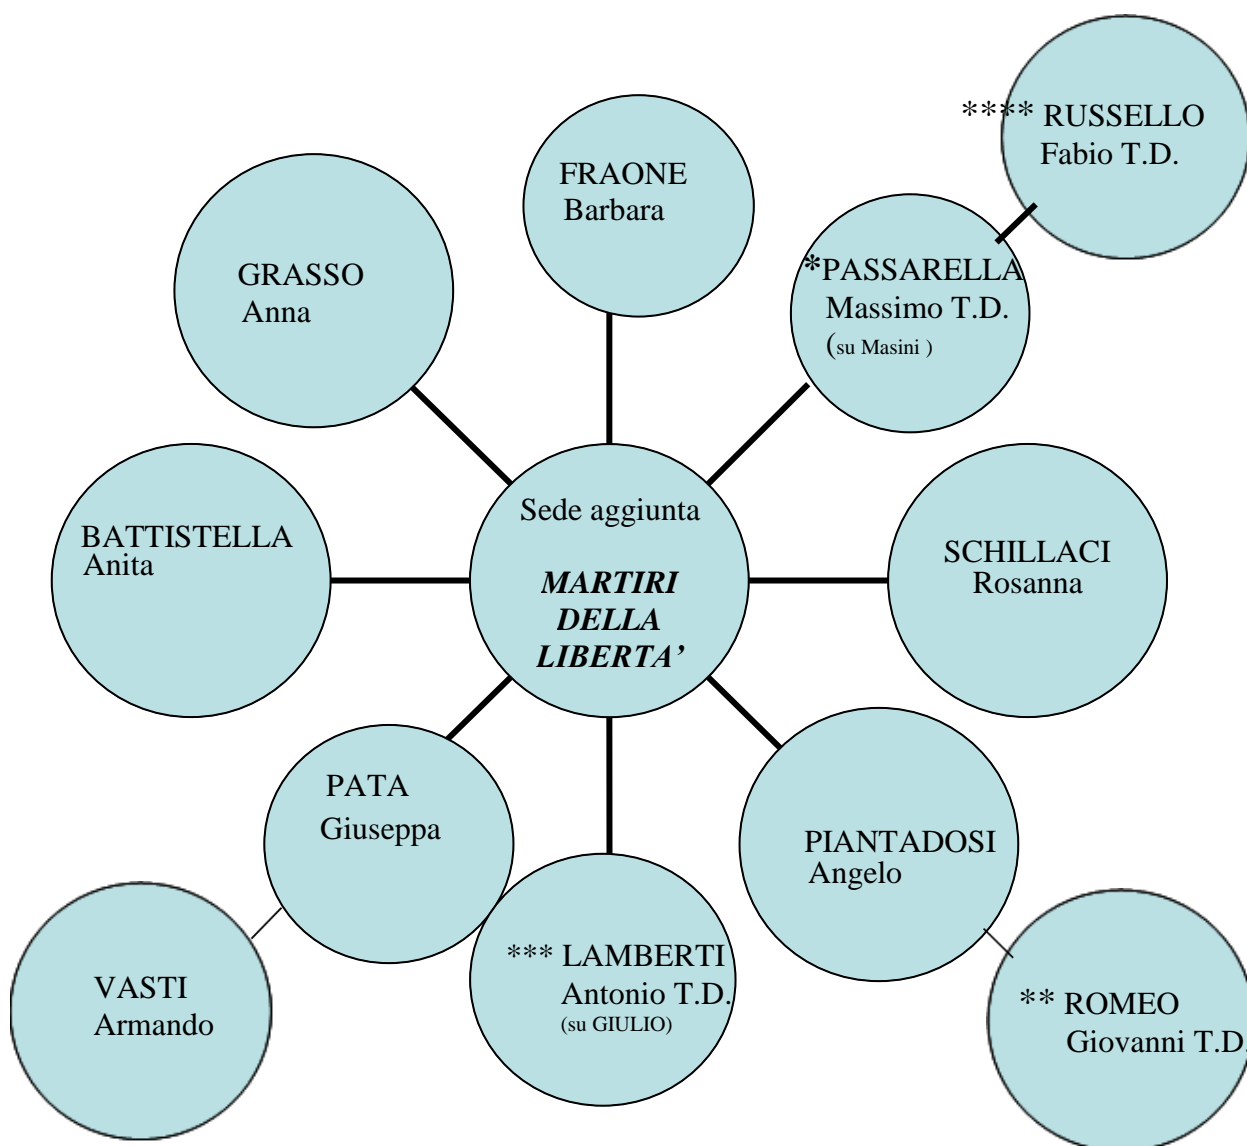 **** RUSSELLO
Fabio T.D.
FRAONE
Barbara
GRASSO
Anna
*PASSARELLA
Massimo T.D.
(su Masini )
Sede aggiunta
MARTIRI
DELLA
LIBERTA’
BATTISTELLA
Anita
SCHILLACI
Rosanna
PATA
Giuseppa
PIANTADOSI
Angelo
*** LAMBERTI
Antonio T.D.
(su GIULIO)
VASTI
Armando
** ROMEO
Giovanni T.D.